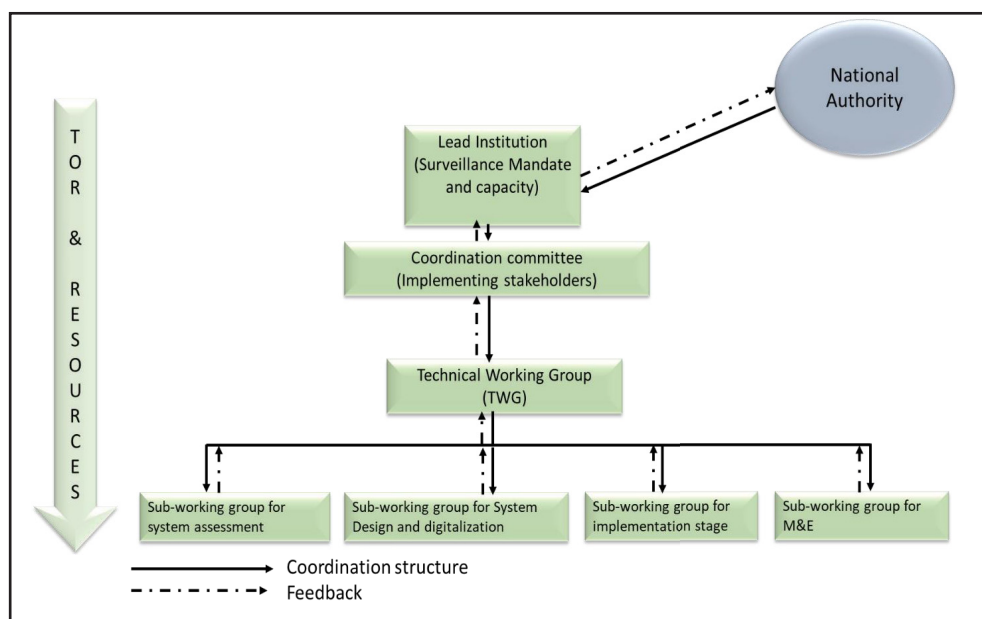 National
Authority
TOR & RESOURCES
Lead Institution
(Surveillance Mandate
and capacity)
Coordination committee
(Implementing stakeholders)
Technical Working Group
(TWG)
Sub-working group for
system assessment
Sub-working group for System
Design and digitalization
Sub-working group for
implementation stage
Sub-working group for
M&E
Coordination structure
Feedback